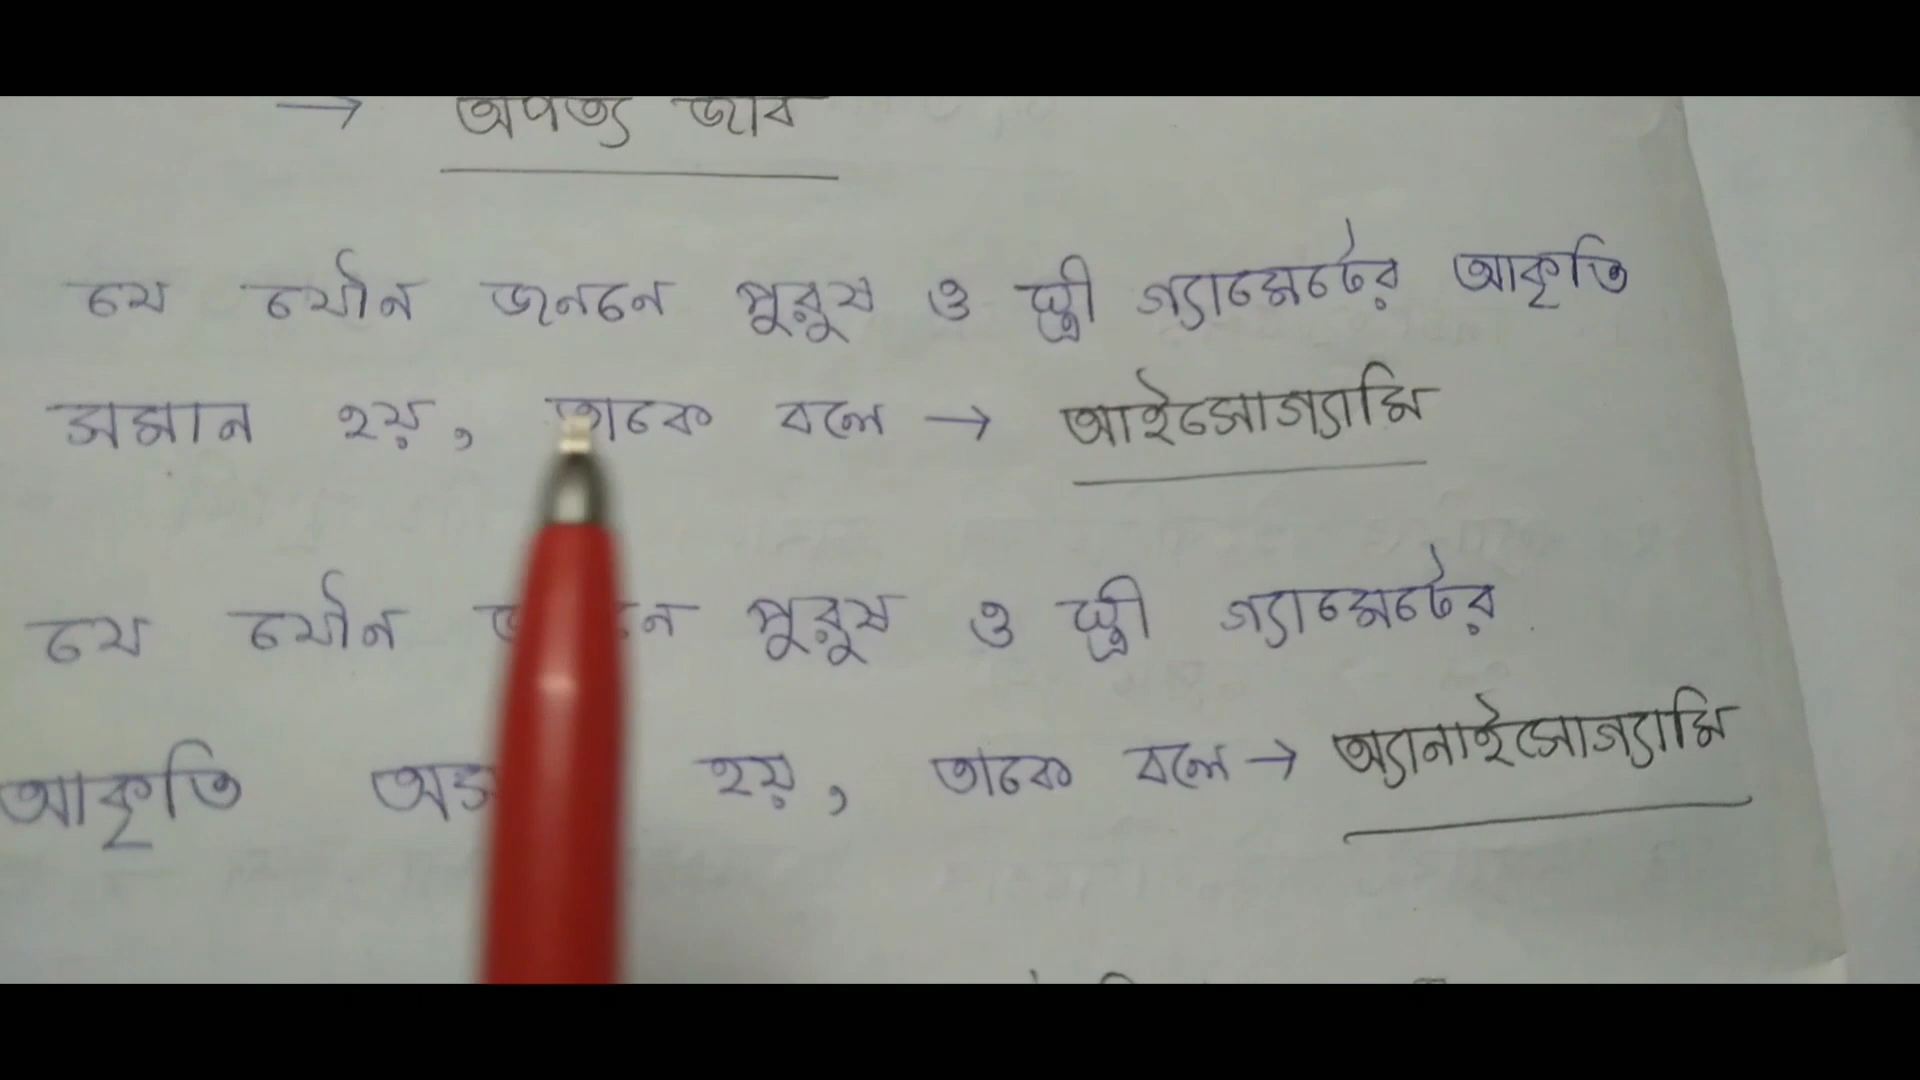 → অপত্য জীব
যে যৌন জননে পুরুষ ও স্ত্রী গ্যামেটের আকৃতি
সমান হয়, তাকে বলে → আইসোগ্যামি
যে যৌন পুরুষ ও স্ত্রী গ্যামেটের
আকৃতি হয়, তাকে বলে → অ্যানাইসোগ্যামি